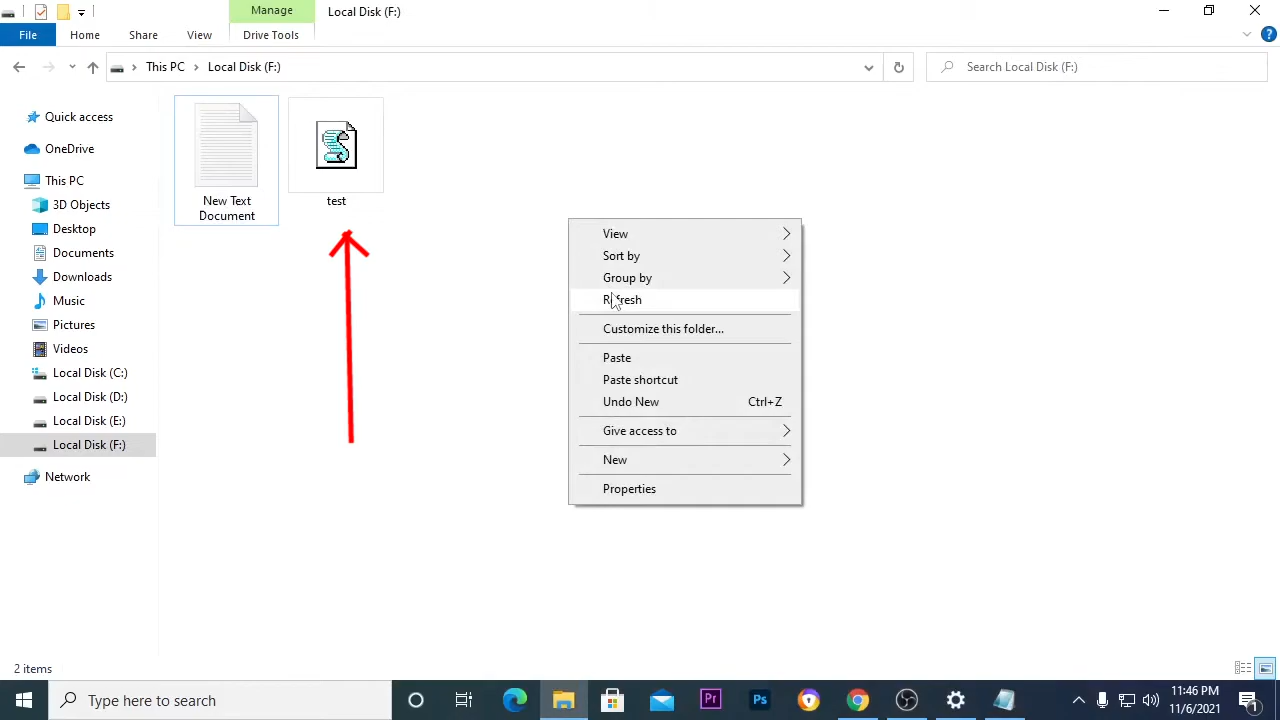 Manage
Local Disk (F:)
File
Home
Share
View
Drive Tools
This PC
Local Disk (F:)
Search Local Disk (F:)
Quick access
OneDrive
This PC
3D Objects
Desktop
Documents
Downloads
Music
Pictures
Videos
Local Disk (C:)
Local Disk (D:)
Local Disk (E:)
Local Disk (F:)
Network
New Text
Document
test
View
Sort by
Group by
Refresh
Customize this folder...
Paste
Paste shortcut
Undo New Ctrl+Z
Give access to
New
Properties
2 items
Type here to search
Pr
Ps
11:46 PM
11/6/2021
1